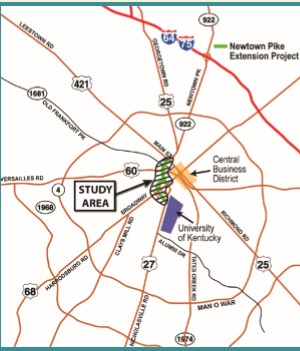 922
LEESTOWN RD
64
75
GEORGETOWN RD
NEWTOWN PK
Newtown Pike
Extension Project
421
1681
OLD FRANKFORT PK
25
922
MAIN ST
Central
Business
District
60
VERSAILLES RD
4
STUDY
AREA
1968
BROADWAY
University
of Kentucky
CLAYS MILL RD
ALUMNI DR
RICHMOND RD
HARRODSBURG RD
27
TATES CREEK RD
25
68
NICHOLASVILLE RD
MAN O WAR
1974